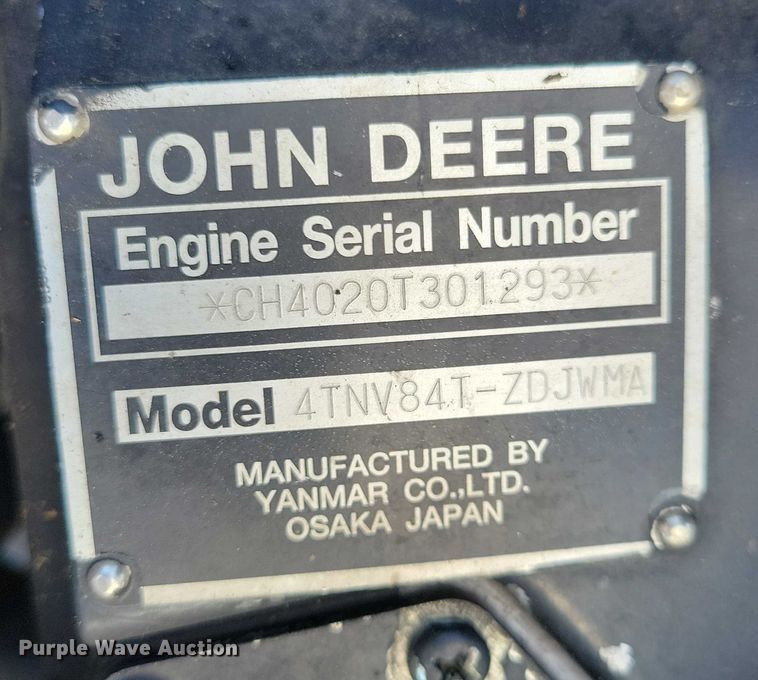 JOHN DEERE
Engine Serial Number
*CH4020T301293*
Model 4TNV84T-ZDJWMA
MANUFACTURED BY
YANMAR CO.,LTD.
OSAKA JAPAN
Purple Wave Auction